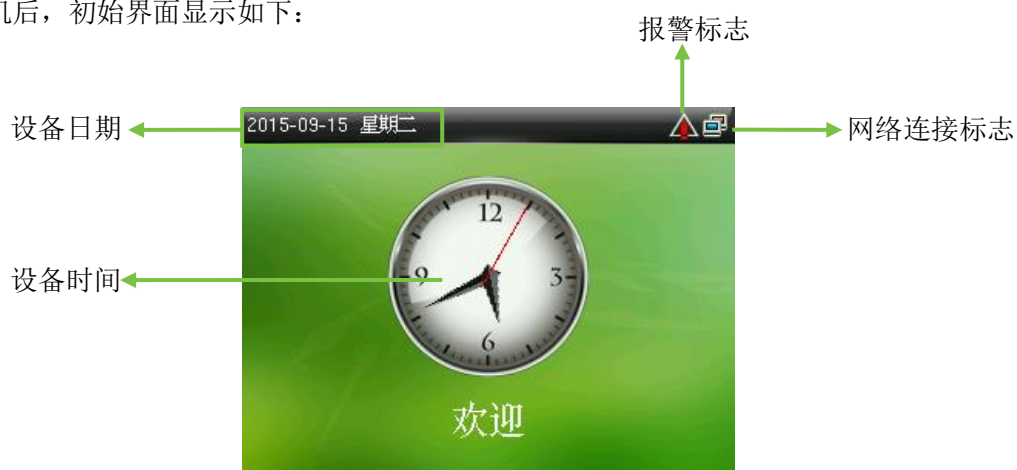 机后，初始界面显示如下：
报警标志
设备日期
2015-09-15 星期二
网络连接标志
12
设备时间
9
3
6
欢迎